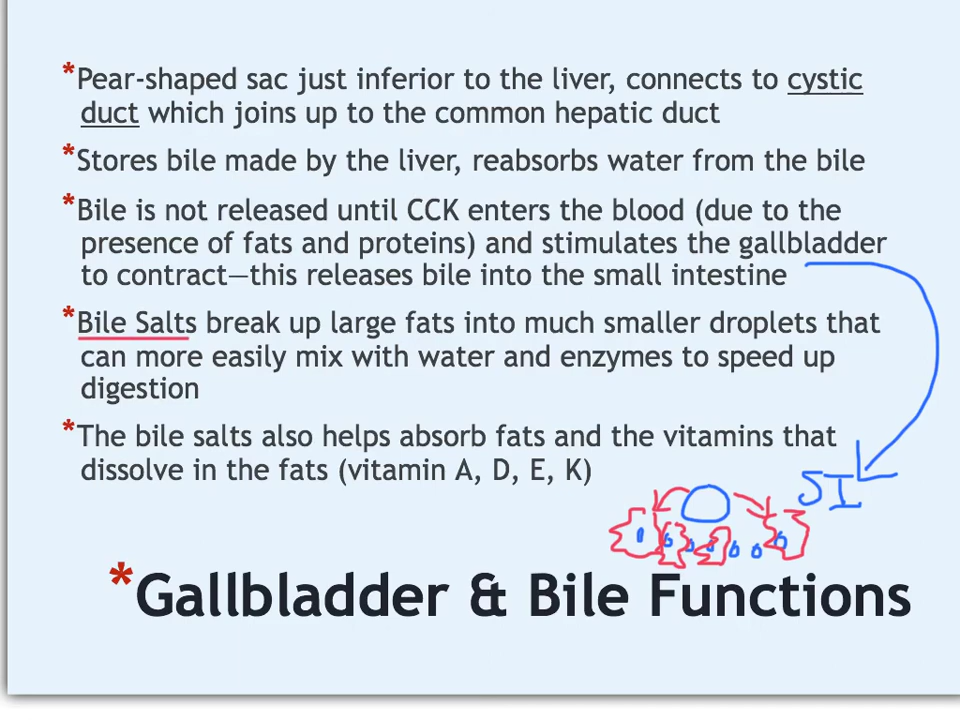 *Pear-shaped sac just inferior to the liver, connects to cystic
duct which joins up to the common hepatic duct
*Stores bile made by the liver, reabsorbs water from the bile
*Bile is not released until CCK enters the blood (due to the
presence of fats and proteins) and stimulates the gallbladder
to contract—this releases bile into the small intestine
*Bile Salts break up large fats into much smaller droplets that
can more easily mix with water and enzymes to speed up
digestion
*The bile salts also helps absorb fats and the vitamins that
dissolve in the fats (vitamin A, D, E, K)
SI
*Gallbladder & Bile Functions